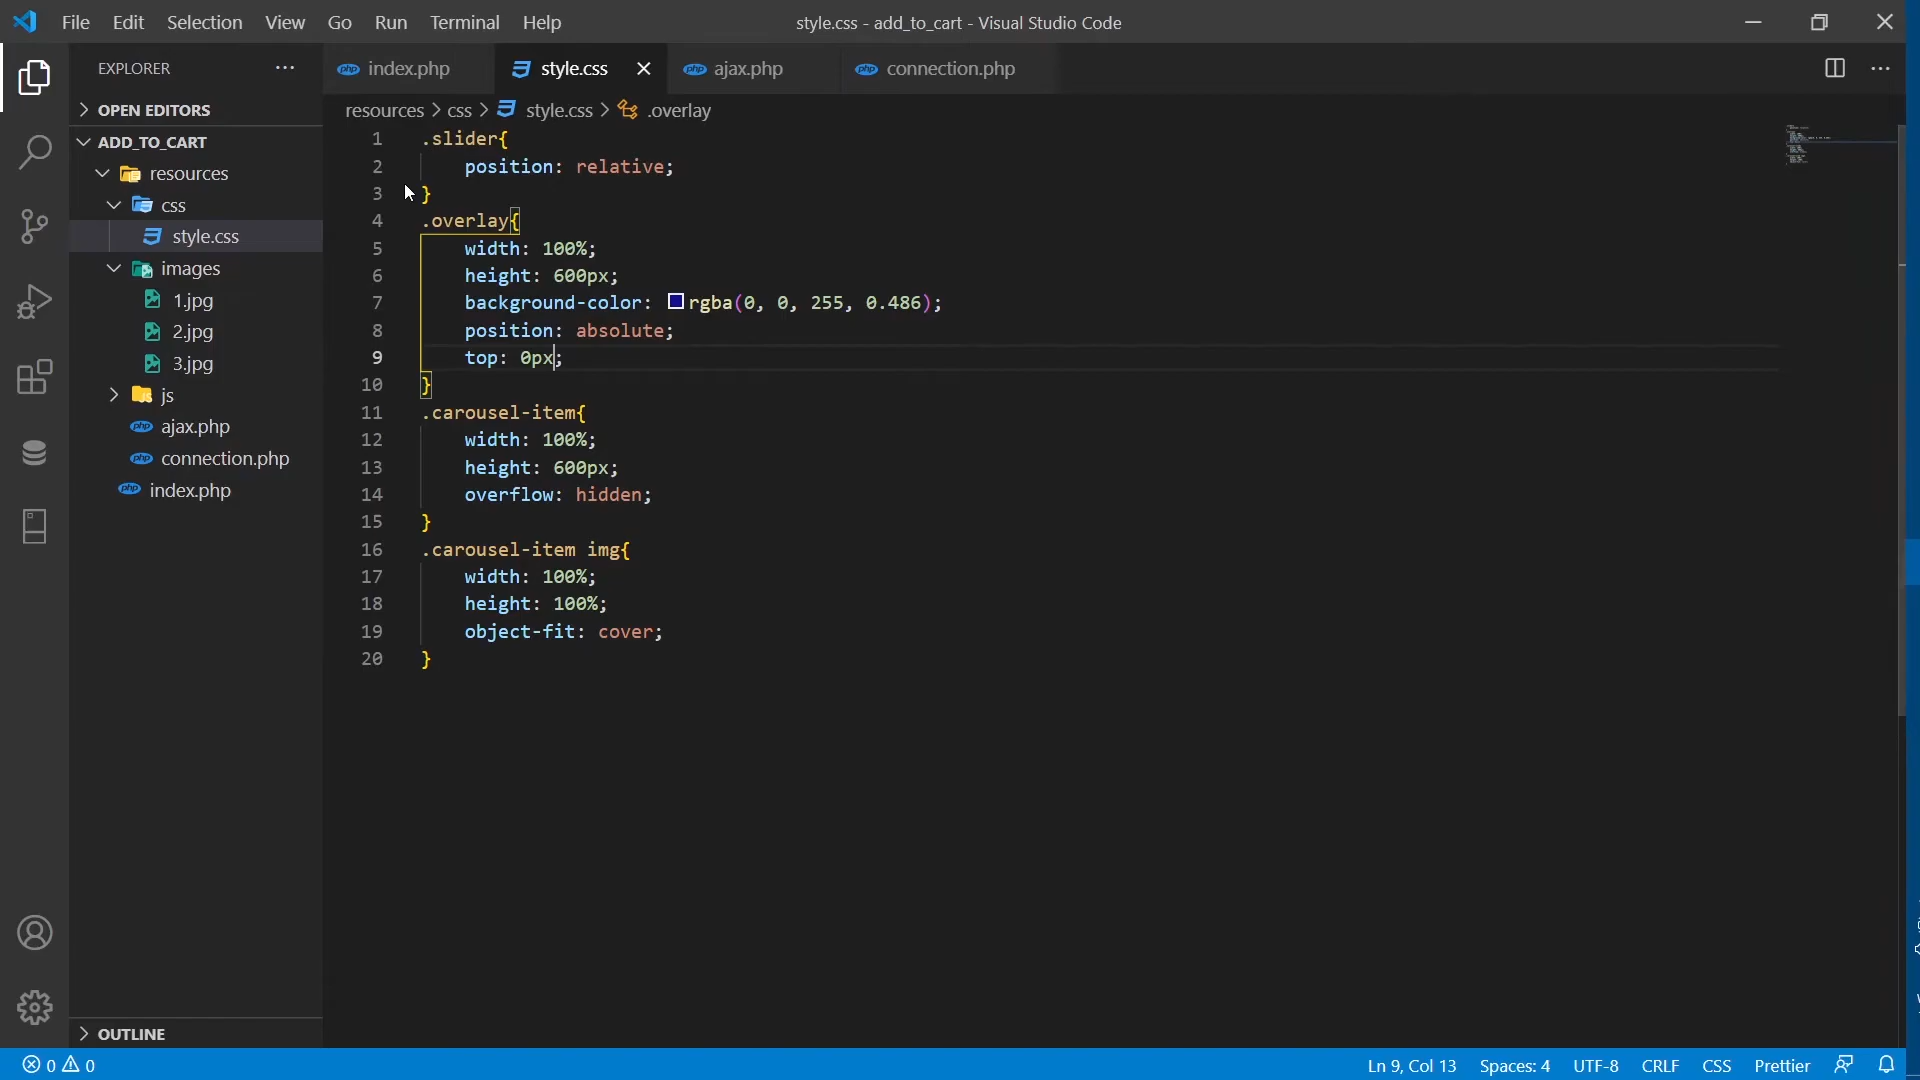 File Edit Selection View Go Run Terminal Help
style.css - add_to_cart - Visual Studio Code
EXPLORER
index.php
style.css
ajax.php
connection.php
OPEN EDITORS
resources > css > style.css > .overlay
ADD_TO_CART
resources
css
style.css
images
1.jpg
2.jpg
3.jpg
js
ajax.php
connection.php
index.php
OUTLINE
1 .slider{
2 position: relative;
3 }
4 .overlay{
5 width: 100%;
6 height: 600px;
7 background-color: rgba(0, 0, 255, 0.486);
8 position: absolute;
9 top: 0px;
10 }
11 .carousel-item{
12 width: 100%;
13 height: 600px;
14 overflow: hidden;
15 }
16 .carousel-item img{
17 width: 100%;
18 height: 100%;
19 object-fit: cover;
20 }
0 0
Ln 9, Col 13 Spaces: 4 UTF-8 CRLF CSS Prettier